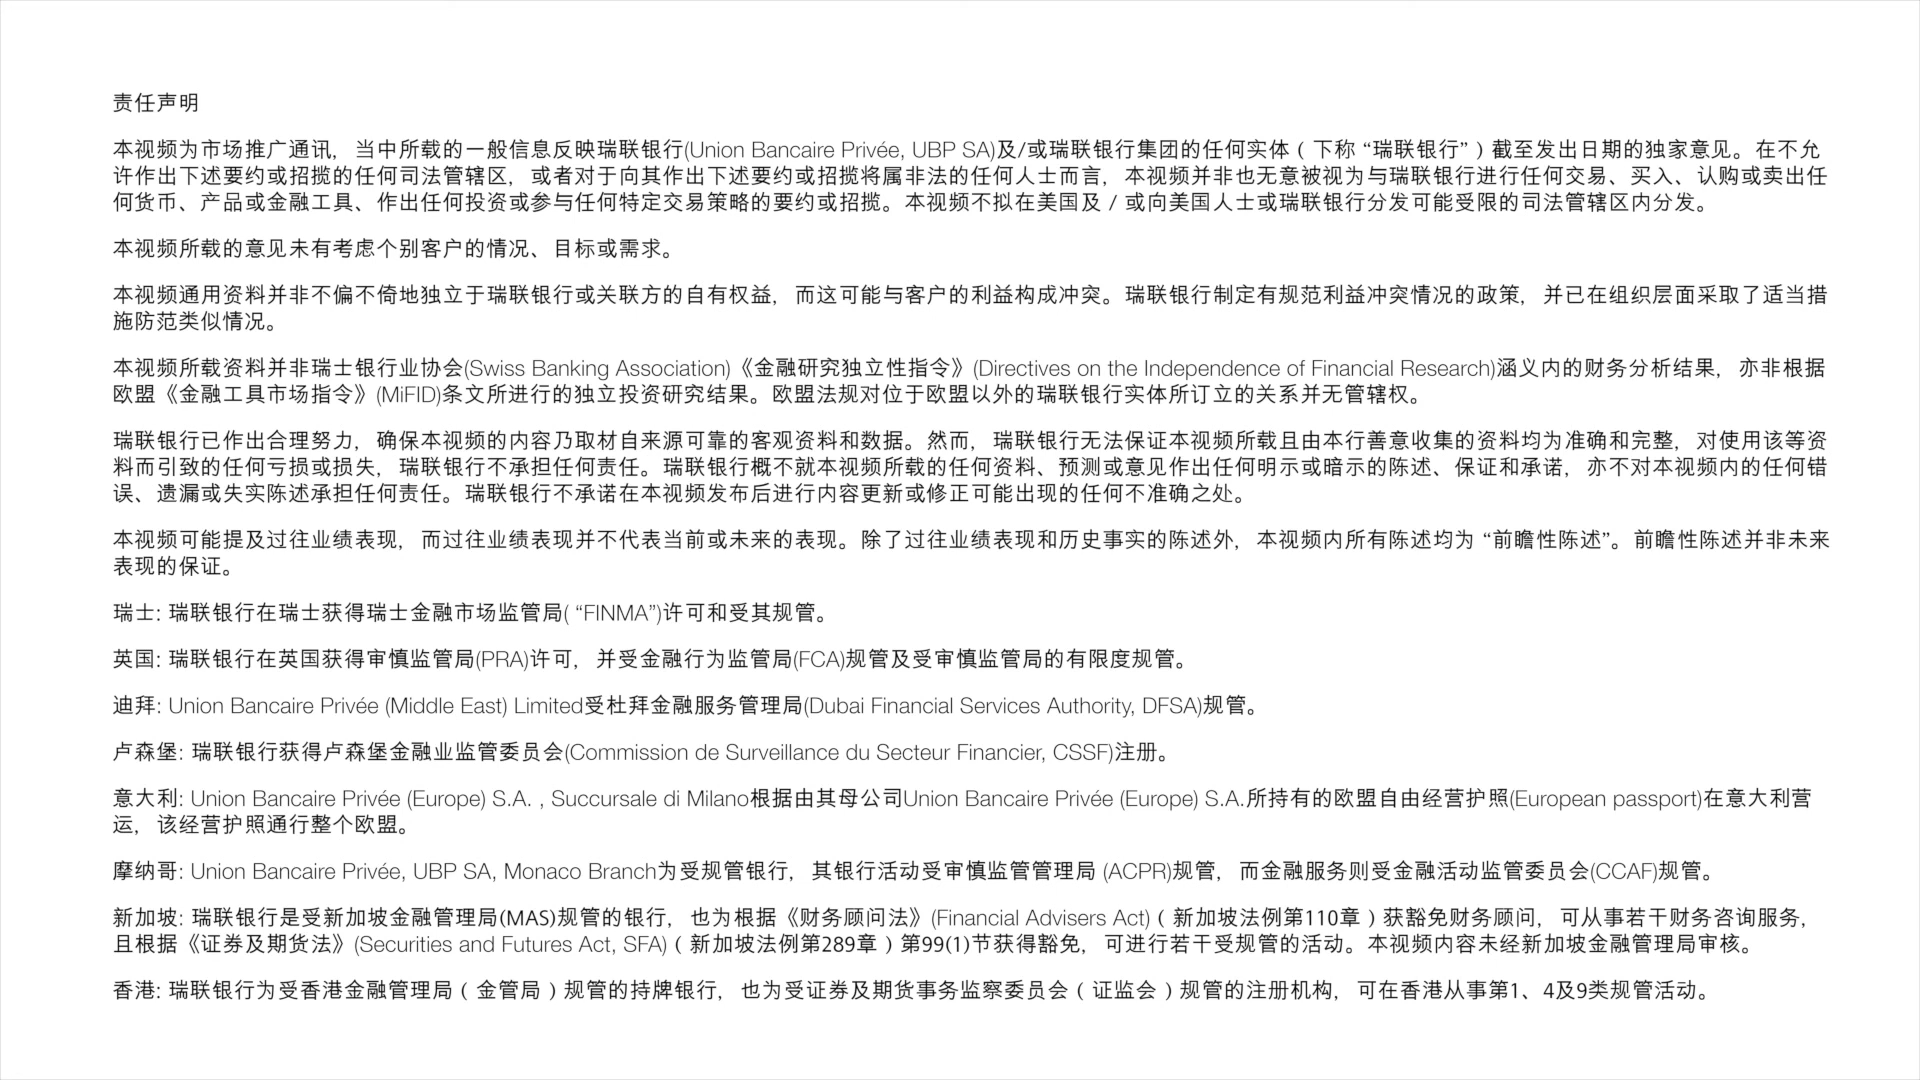 责任声明
本视频为市场推广通讯，当中所载的一般信息反映瑞联银行(Union Bancaire Privée, UBP SA)及/或瑞联银行集团的任何实体（下称 “瑞联银行”）截至发出日期的独家意见。在不允
许作出下述要约或招揽的任何司法管辖区，或者对于向其作出下述要约或招揽将属非法的任何人士而言，本视频并非也无意被视为与瑞联银行进行任何交易、买入、认购或卖出任
何货币、产品或金融工具、作出任何投资或参与任何特定交易策略的要约或招揽。本视频不拟在美国及／或向美国人士或瑞联银行分发可能受限的司法管辖区内分发。
本视频所载的意见未有考虑个别客户的情况、目标或需求。
本视频通用资料并非不偏不倚地独立于瑞联银行或关联方的自有权益，而这可能与客户的利益构成冲突。瑞联银行制定有规范利益冲突情况的政策，并已在组织层面采取了适当措
施防范类似情况。
本视频所载资料并非瑞士银行业协会(Swiss Banking Association)《金融研究独立性指令》(Directives on the Independence of Financial Research)涵义内的财务分析结果，亦非根据
欧盟《金融工具市场指令》(MiFID)条文所进行的独立投资研究结果。欧盟法规对位于欧盟以外的瑞联银行实体所订立的关系并无管辖权。
瑞联银行已作出合理努力，确保本视频的内容乃取材自来源可靠的客观资料和数据。然而，瑞联银行无法保证本视频所载且由本行善意收集的资料均为准确和完整，对使用该等资
料而引致的任何亏损或损失，瑞联银行不承担任何责任。瑞联银行概不就本视频所载的任何资料、预测或意见作出任何明示或暗示的陈述、保证和承诺，亦不对本视频内的任何错
误、遗漏或失实陈述承担任何责任。瑞联银行不承诺在本视频发布后进行内容更新或修正可能出现的任何不准确之处。
本视频可能提及过往业绩表现，而过往业绩表现并不代表当前或未来的表现。除了过往业绩表现和历史事实的陈述外，本视频内所有陈述均为 “前瞻性陈述”。前瞻性陈述并非未来
表现的保证。
瑞士: 瑞联银行在瑞士获得瑞士金融市场监管局( “FINMA”)许可和受其规管。
英国: 瑞联银行在英国获得审慎监管局(PRA)许可，并受金融行为监管局(FCA)规管及受审慎监管局的有限度规管。
迪拜: Union Bancaire Privée (Middle East) Limited受杜拜金融服务管理局(Dubai Financial Services Authority, DFSA)规管。
卢森堡: 瑞联银行获得卢森堡金融业监管委员会(Commission de Surveillance du Secteur Financier, CSSF)注册。
意大利: Union Bancaire Privée (Europe) S.A. , Succursale di Milano根据由其母公司Union Bancaire Privée (Europe) S.A.所持有的欧盟自由经营护照(European passport)在意大利营
运，该经营护照通行整个欧盟。
摩纳哥: Union Bancaire Privée, UBP SA, Monaco Branch为受规管银行，其银行活动受审慎监管管理局 (ACPR)规管，而金融服务则受金融活动监管委员会(CCAF)规管。
新加坡: 瑞联银行是受新加坡金融管理局(MAS)规管的银行，也为根据《财务顾问法》(Financial Advisers Act)（新加坡法例第110章）获豁免财务顾问，可从事若干财务咨询服务，
且根据《证券及期货法》(Securities and Futures Act, SFA)（新加坡法例第289章）第99(1)节获得豁免，可进行若干受规管的活动。本视频内容未经新加坡金融管理局审核。
香港: 瑞联银行为受香港金融管理局（金管局）规管的持牌银行，也为受证券及期货事务监察委员会（证监会）规管的注册机构，可在香港从事第1、4及9类规管活动。